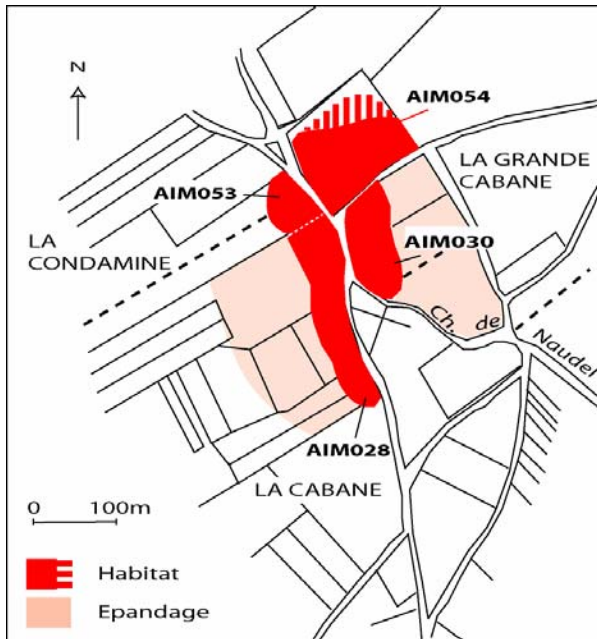 N
AIM054
LA GRANDE
CABANE
AIM053
LA
CONDAMINE
AIM030
Ch. de
Naudel
AIM028
LA CABANE
0 100m
Habitat
Epandage